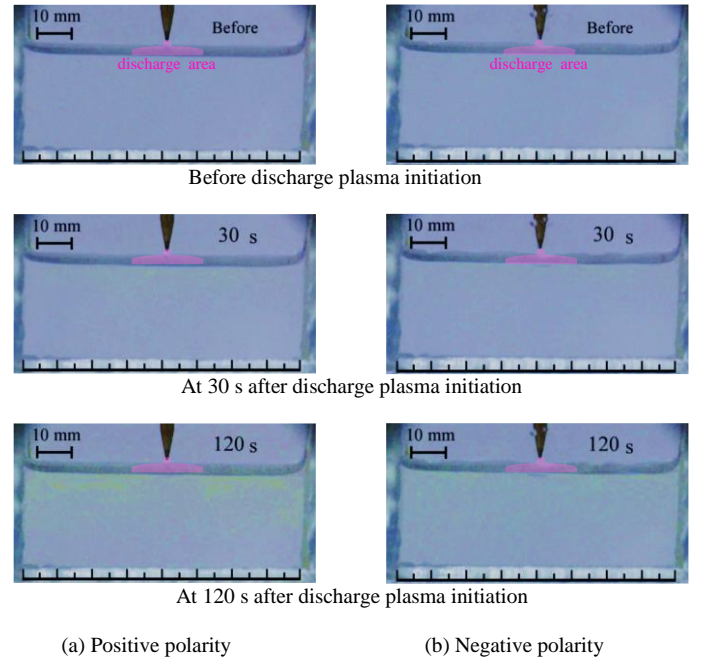 10 mm
Before
discharge area
10 mm
Before
discharge area
Before discharge plasma initiation
10 mm
30 s
10 mm
30 s
At 30 s after discharge plasma initiation
10 mm
120 s
10 mm
120 s
At 120 s after discharge plasma initiation
(a) Positive polarity
(b) Negative polarity